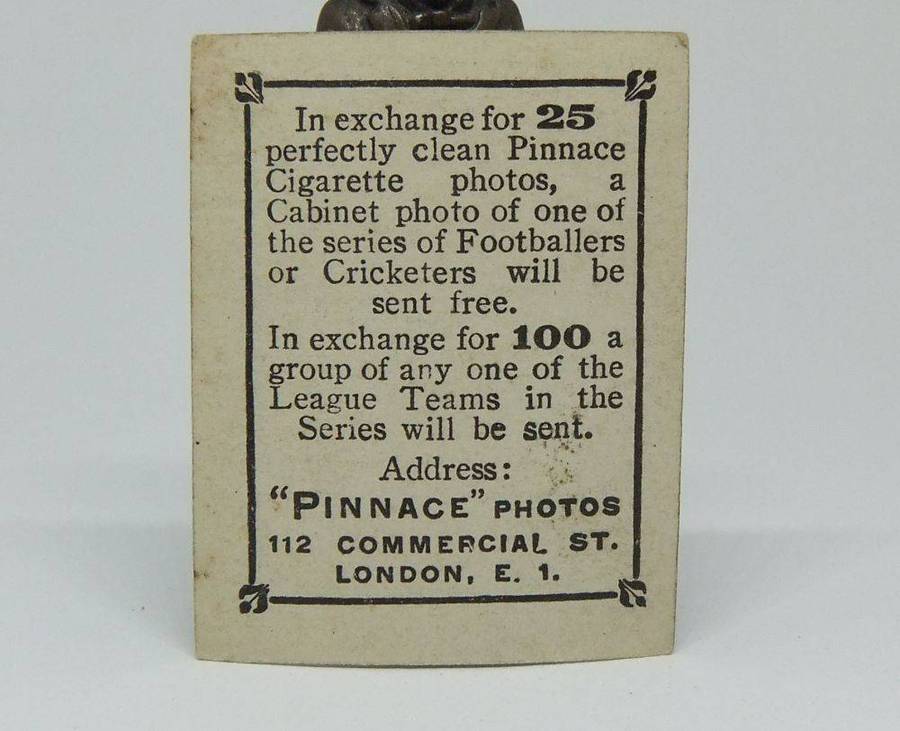 In exchange for 25
perfectly clean Pinnace
Cigarette photos, a
Cabinet photo of one of
the series of Footballers
or Cricketers will be
sent free.
In exchange for 100 a
group of any one of the
League Teams in the
Series will be sent.
Address:
"PINNACE" PHOTOS
112 COMMERCIAL ST.
LONDON, E. 1.